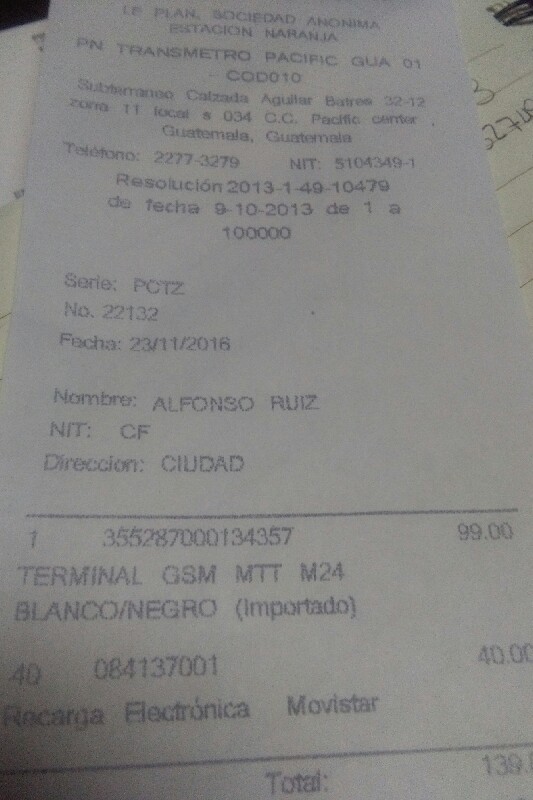 LE PLAN, SOCIEDAD ANONIMA
ESTACION NARANJA
PN TRANSMETRO PACIFIC GUA 01
- COD010
Subterraneo Calzada Aguilar Batres 32-12
zona 11 local s 034 C.C. Pacific center ,
Guatemala, Guatemala
Teléfono: 2277-3279 NIT: 5104349-1
Resolución 2013-1-49-10479
de fecha 9-10-2013 de 1 a
100000
Serie: PCTZ
No. 22132
Fecha: 23/11/2016
Nombre: ALFONSO RUIZ
NIT: CF
Direccion: CIUDAD
1 355287000134357 99.00
TERMINAL GSM MTT M24
BLANCO/NEGRO (Importado)
40 084137001 40.00
Recarga Electrónica Movistar
Total: 139.